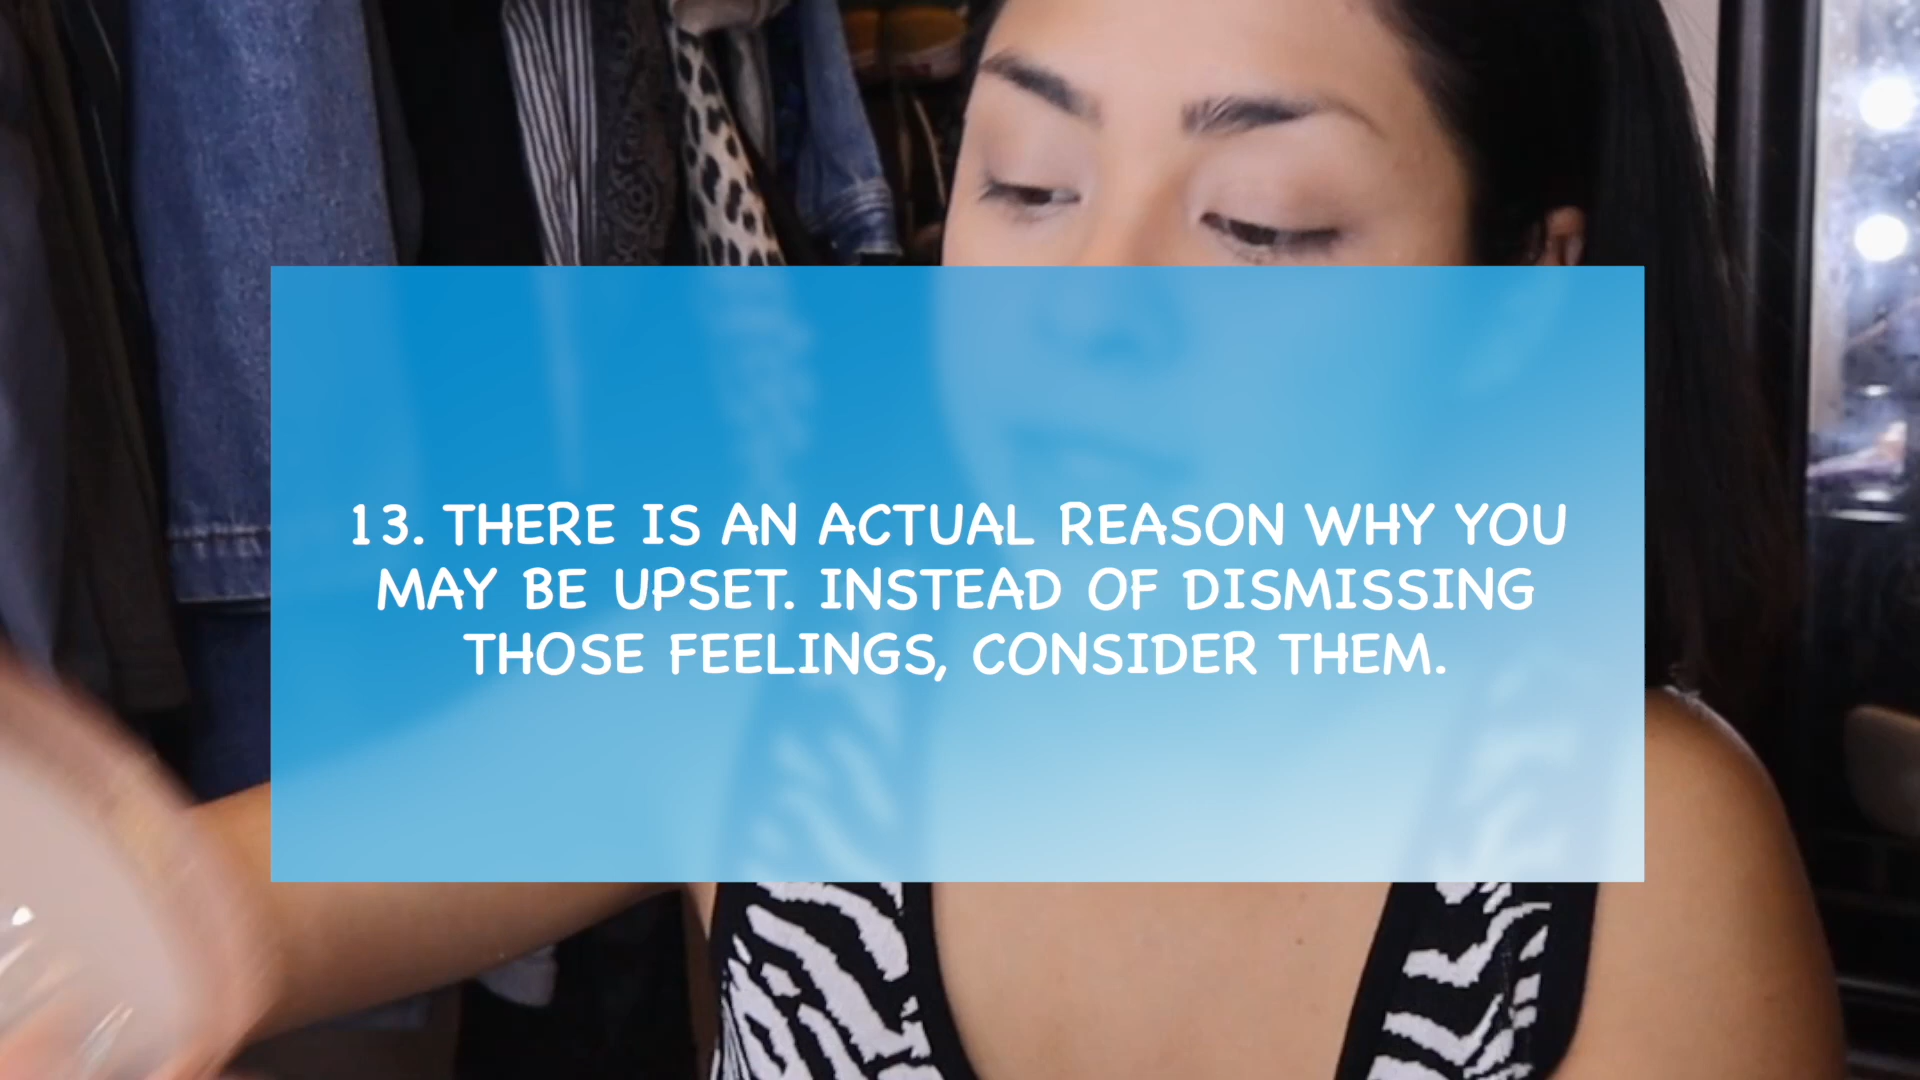 13. THERE IS AN ACTUAL REASON WHY YOU
MAY BE UPSET. INSTEAD OF DISMISSING
THOSE FEELINGS, CONSIDER THEM.